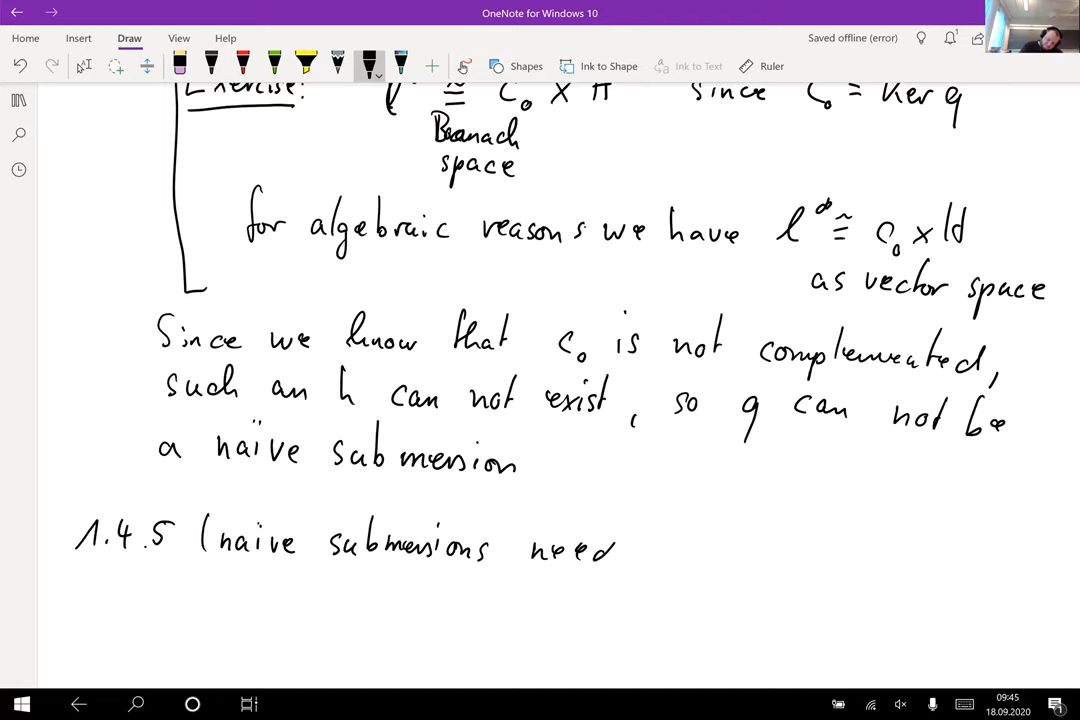 OneNote for Windows 10
Home Insert Draw View Help
Saved offline (error)
Shapes Ink to Shape Ink to Text Ruler
Exercise: l ≅ c₀ × H since c₀ = ker q
Banach
space
for algebraic reasons we have l^∞ ≅ c₀ × H
as vector space
Since we know that c₀ is not complemented,
such an h can not exist, so q can not be
a naïve submersion
1.4.5 (naive submersions need
09:45
18.09.2020